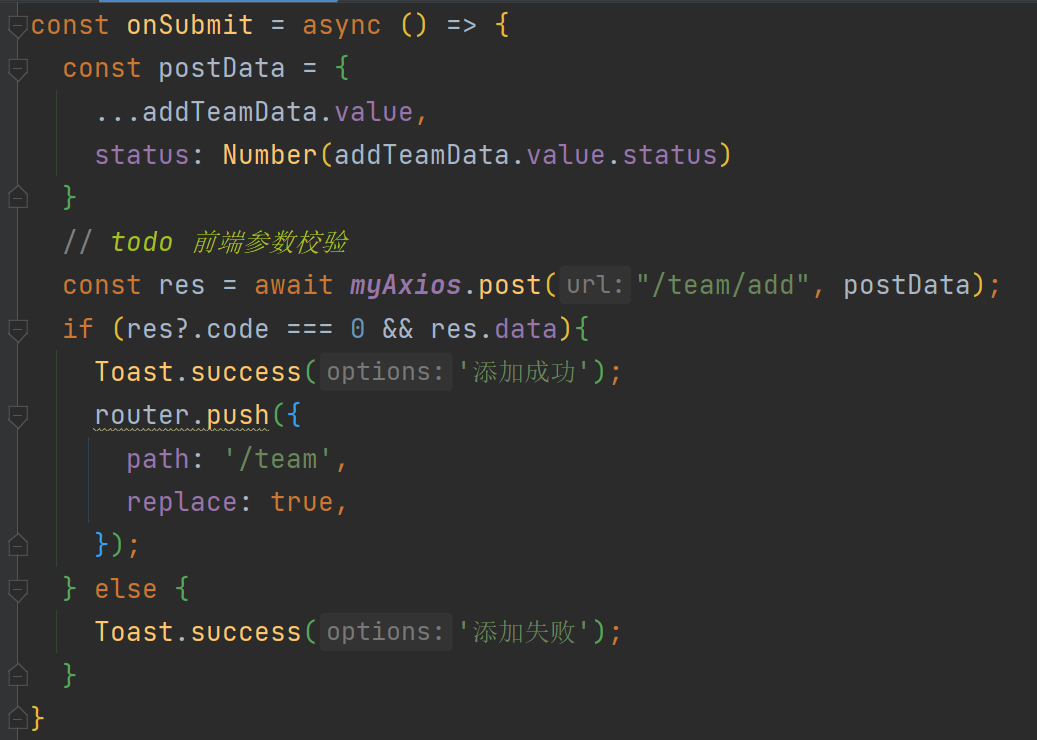 const onSubmit = async () => {
  const postData = {
    ...addTeamData.value,
    status: Number(addTeamData.value.status)
  }
  // todo 前端参数校验
  const res = await myAxios.post( url: "/team/add", postData);
  if (res?.code === 0 && res.data){
    Toast.success( options: '添加成功');
    router.push({
      path: '/team',
      replace: true,
    });
  } else {
    Toast.success( options: '添加失败');
  }
}